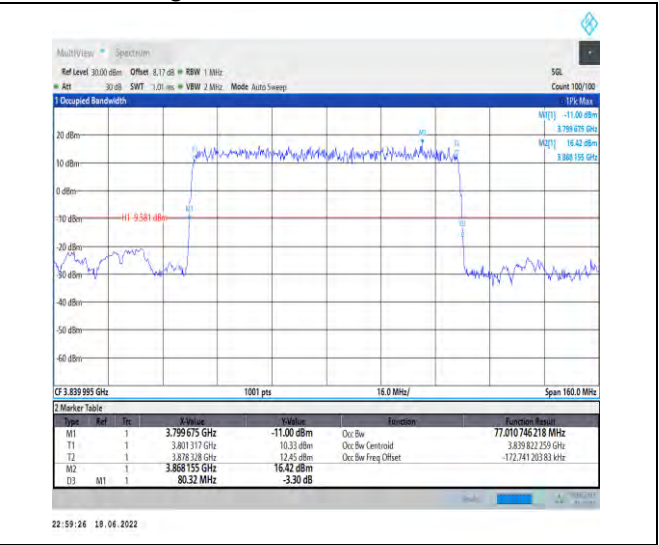 MultiView Spectrum
Ref Level 30.00 dBm Offset 8.17 dB RBW 1 MHz SGL
Att 30 dB SWT 1.01 ms VBW 2 MHz Mode Auto Sweep Count 100/100
1 Occupied Bandwidth 1Pk Max
M1[1] -11.00 dBm
3.799 675 GHz
20 dBm
M2[1] 16.42 dBm
3.868 155 GHz
10 dBm
0 dBm
M1
-10 dBm H1 -9.581 dBm
-20 dBm
-30 dBm
-40 dBm
-50 dBm
-60 dBm
CF 3.839 995 GHz 1001 pts 16.0 MHz/ Span 160.0 MHz
2 Marker Table
Type Ref Trc X-Value Y-Value Function Function Result
M1 1 3.799 675 GHz -11.00 dBm Occ Bw 77.010 746 218 MHz
T1 1 3.801 317 GHz 10.33 dBm Occ Bw Centroid 3.839 822 259 GHz
T2 1 3.878 328 GHz 12.45 dBm Occ Bw Freq Offset -172.741 203 83 kHz
M2 1 3.868 155 GHz 16.42 dBm
D3 M1 1 80.32 MHz -3.30 dB
22:59:26 18.06.2022